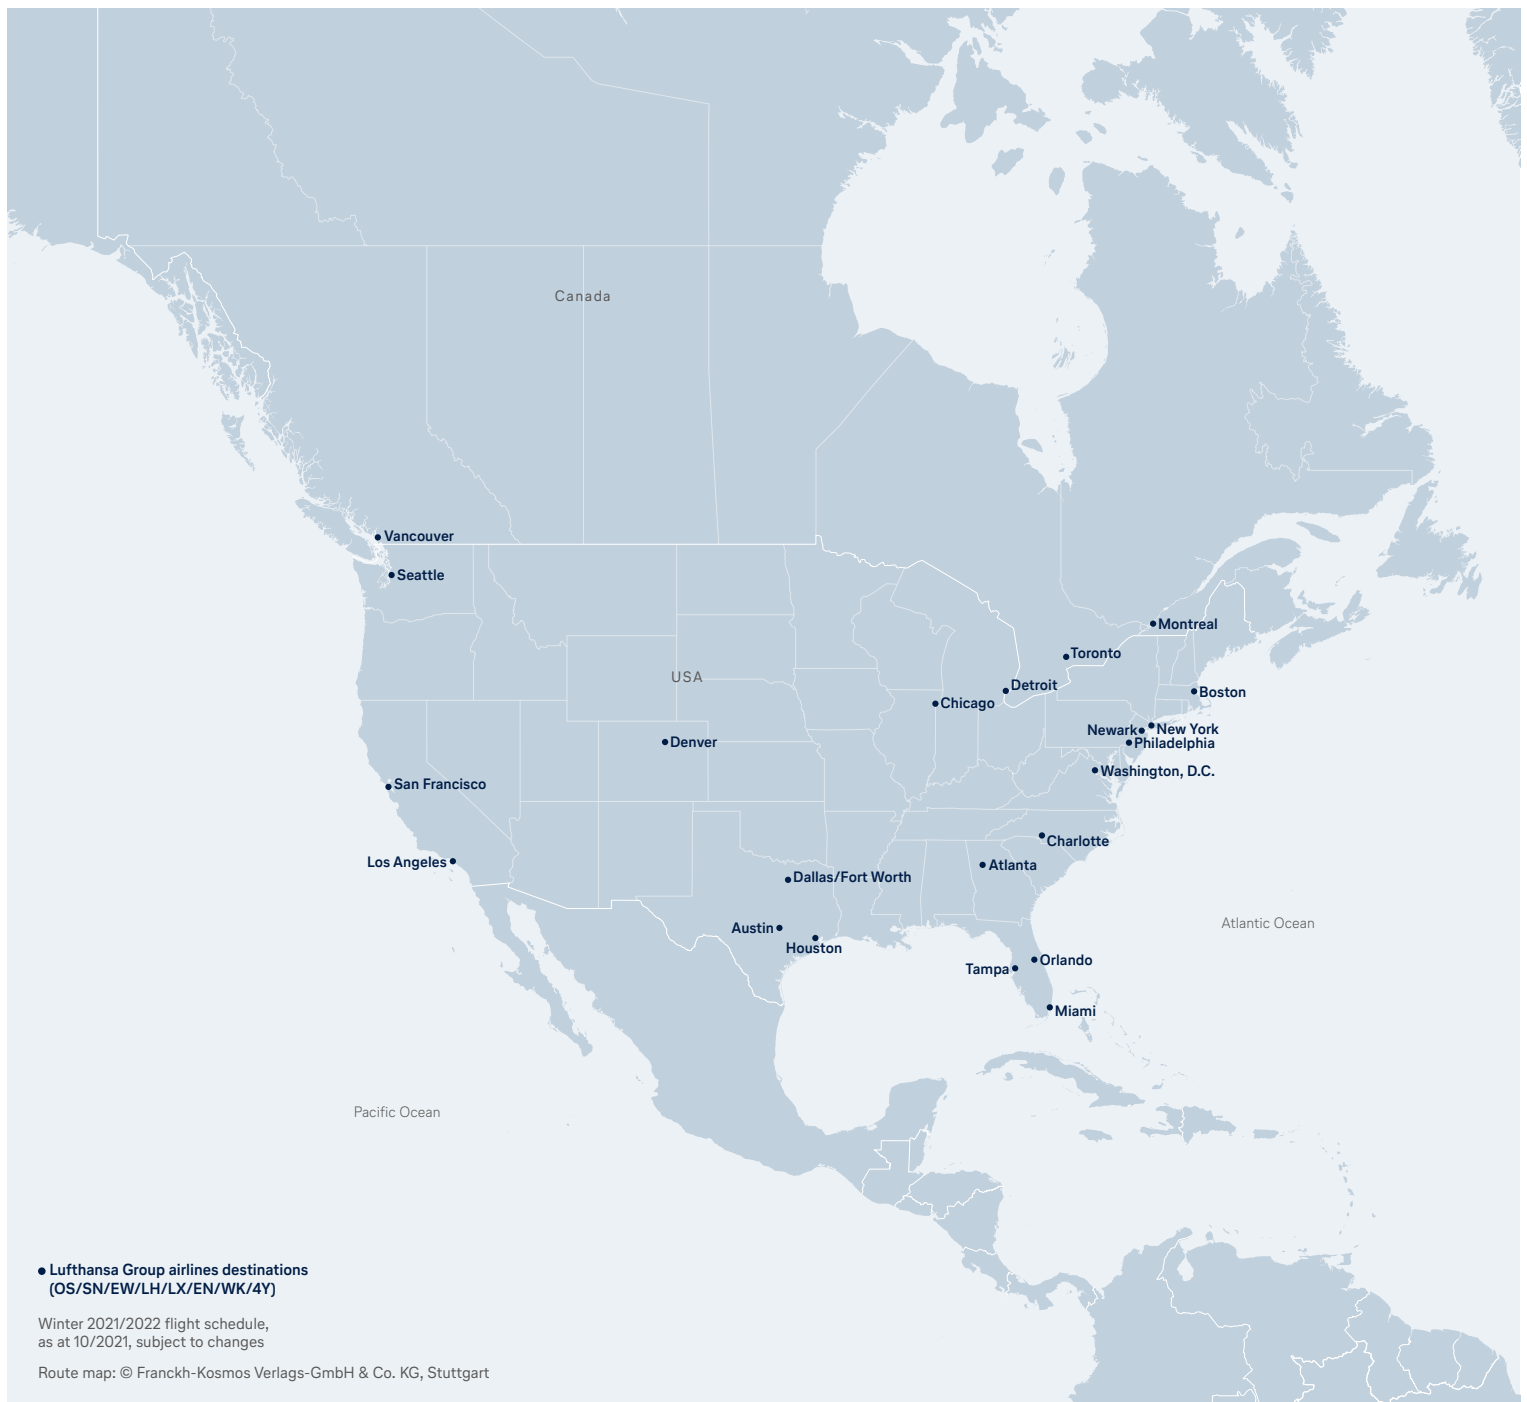 Canada
Vancouver
Seattle
Montreal
Toronto
USA
Detroit
Boston
Chicago
Newark
New York
Denver
Philadelphia
Washington, D.C.
San Francisco
Charlotte
Los Angeles
Atlanta
Dallas/Fort Worth
Atlantic Ocean
Austin
Houston
Orlando
Tampa
Miami
Pacific Ocean
Lufthansa Group airlines destinations
(OS/SN/EW/LH/LX/EN/WK/4Y)
Winter 2021/2022 flight schedule,
as at 10/2021, subject to changes
Route map: © Franckh-Kosmos Verlags-GmbH & Co. KG, Stuttgart